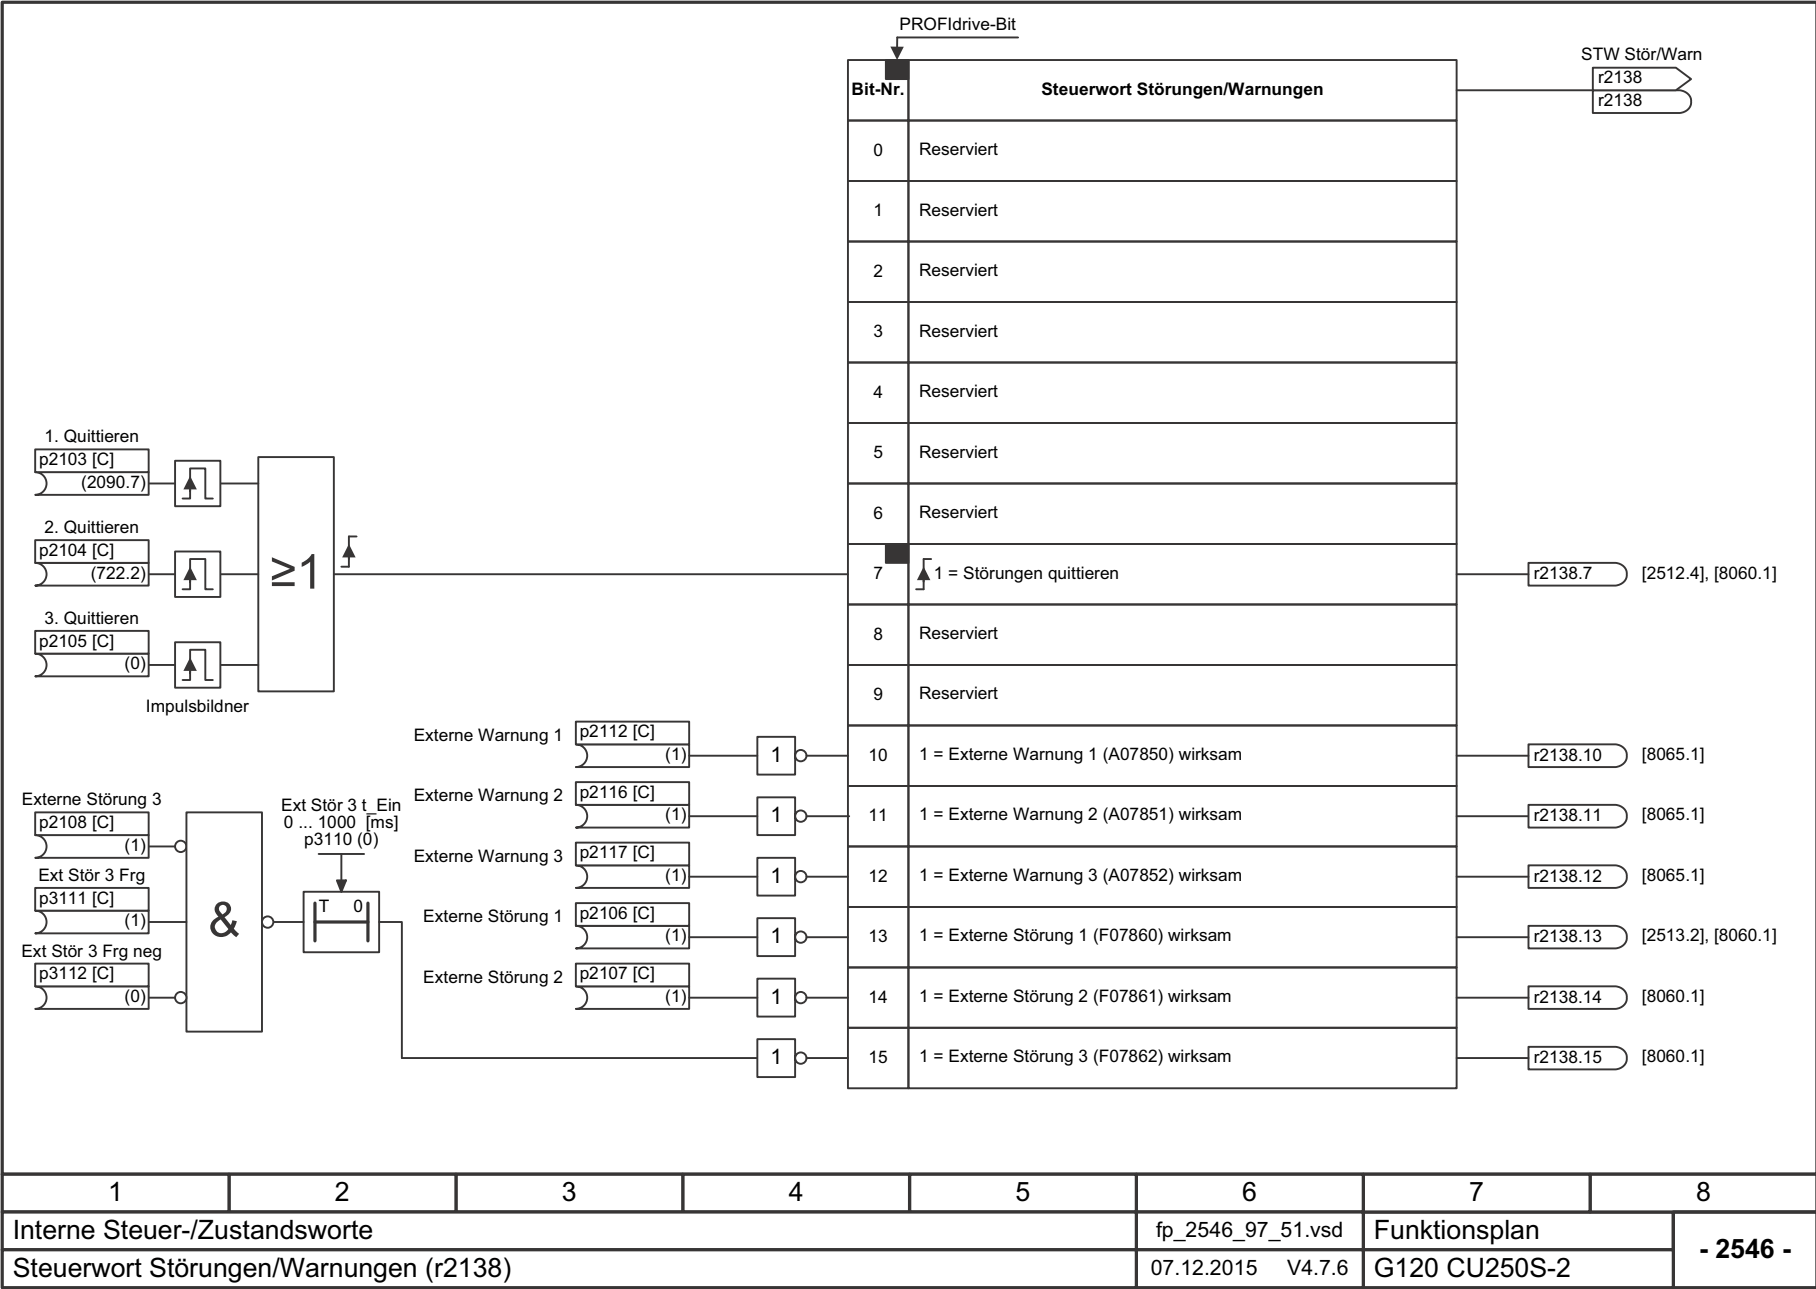 PROFIdrive-Bit
STW Stör/Warn
r2138
r2138
Bit-Nr.
Steuerwort Störungen/Warnungen
0 Reserviert
1 Reserviert
2 Reserviert
3 Reserviert
4 Reserviert
5 Reserviert
6 Reserviert
7 1 = Störungen quittieren r2138.7 [2512.4], [8060.1]
8 Reserviert
9 Reserviert
10 1 = Externe Warnung 1 (A07850) wirksam r2138.10 [8065.1]
11 1 = Externe Warnung 2 (A07851) wirksam r2138.11 [8065.1]
12 1 = Externe Warnung 3 (A07852) wirksam r2138.12 [8065.1]
13 1 = Externe Störung 1 (F07860) wirksam r2138.13 [2513.2], [8060.1]
14 1 = Externe Störung 2 (F07861) wirksam r2138.14 [8060.1]
15 1 = Externe Störung 3 (F07862) wirksam r2138.15 [8060.1]
1. Quittieren
p2103 [C]
(2090.7)
2. Quittieren
p2104 [C]
(722.2)
≥1
3. Quittieren
p2105 [C]
(0)
Impulsbildner
Externe Warnung 1
p2112 [C]
(1)
1
Externe Warnung 2
p2116 [C]
(1)
1
Externe Warnung 3
p2117 [C]
(1)
1
Externe Störung 1
p2106 [C]
(1)
1
Externe Störung 2
p2107 [C]
(1)
1
1
Externe Störung 3
p2108 [C]
(1)
Ext Stör 3 Frg
p3111 [C]
(1)
Ext Stör 3 Frg neg
p3112 [C]
(0)
&
Ext Stör 3 t_Ein
0 ... 1000 [ms]
p3110 (0)
T 0
1 2 3 4 5 6 7 8
Interne Steuer-/Zustandsworte
fp_2546_97_51.vsd
Funktionsplan
- 2546 -
Steuerwort Störungen/Warnungen (r2138)
07.12.2015 V4.7.6
G120 CU250S-2